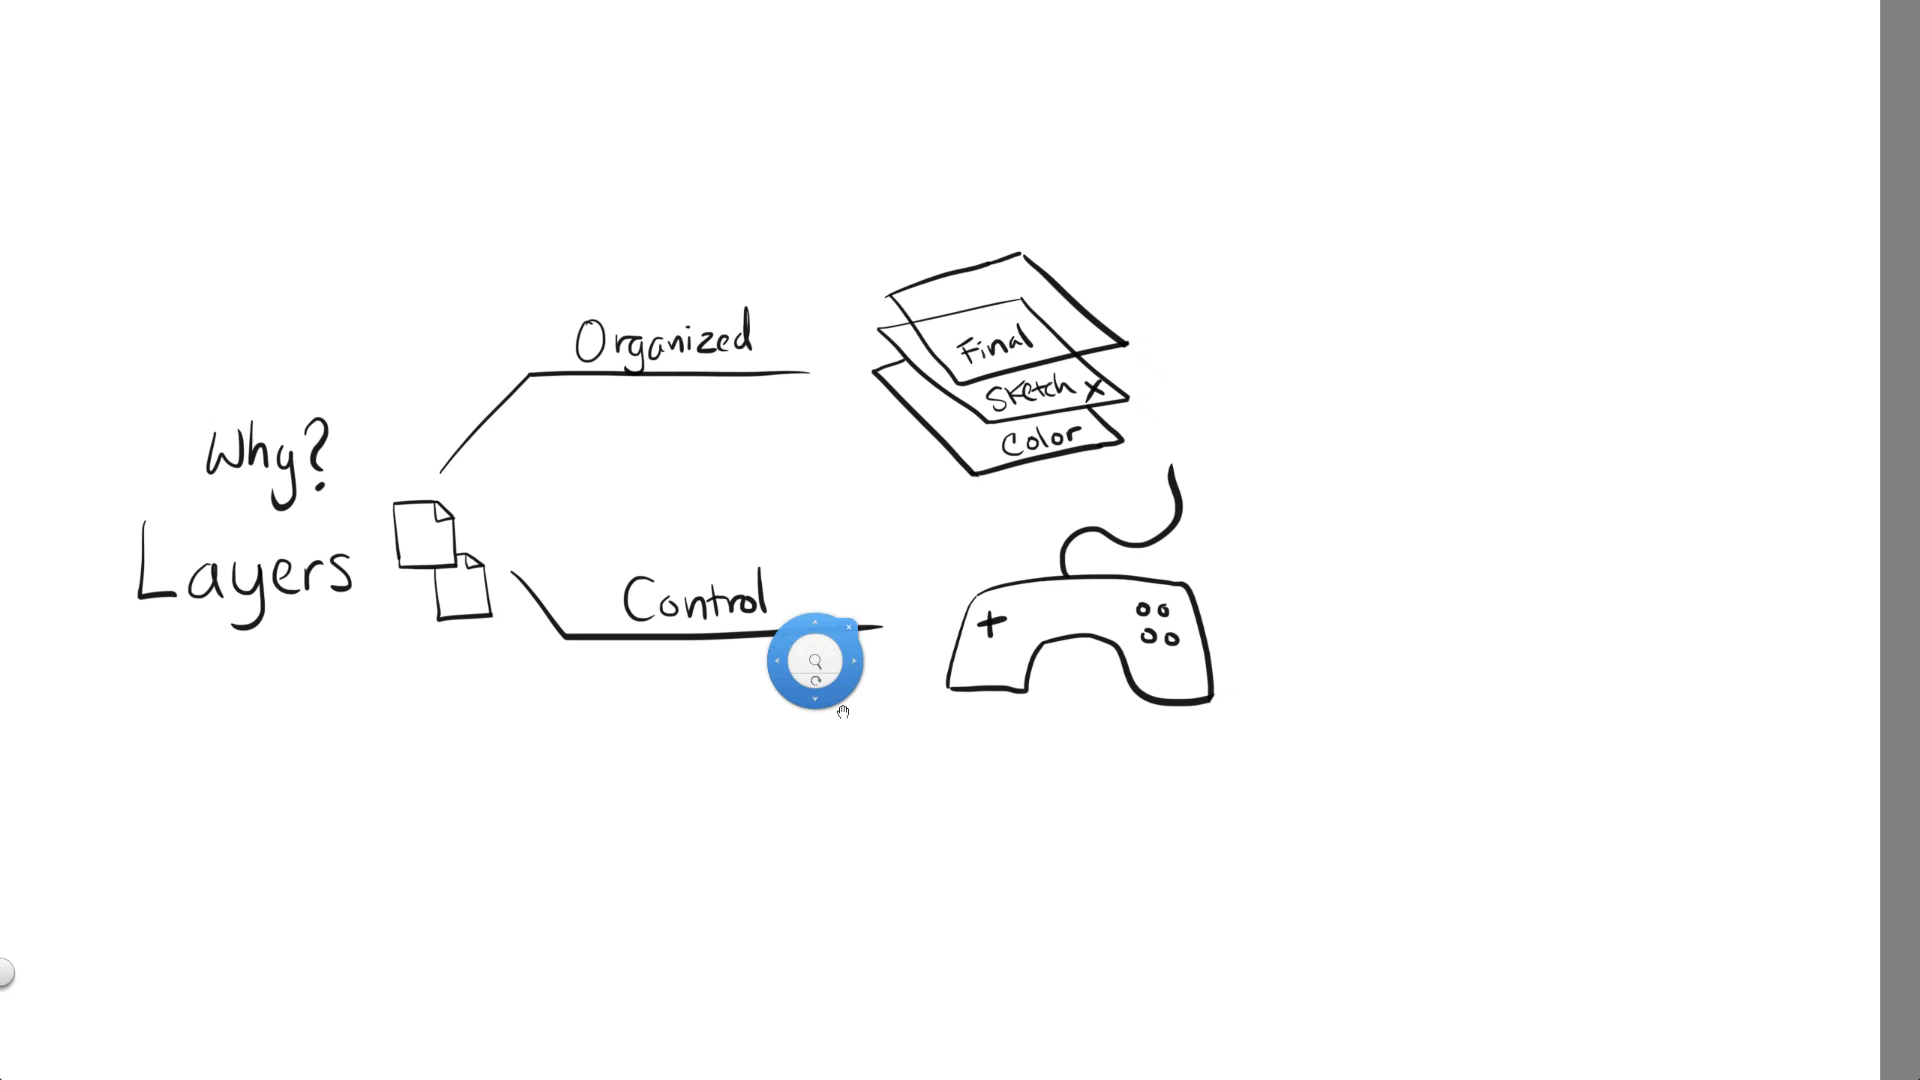 Why?
Layers
Organized
Final
Sketch x
Color
Control